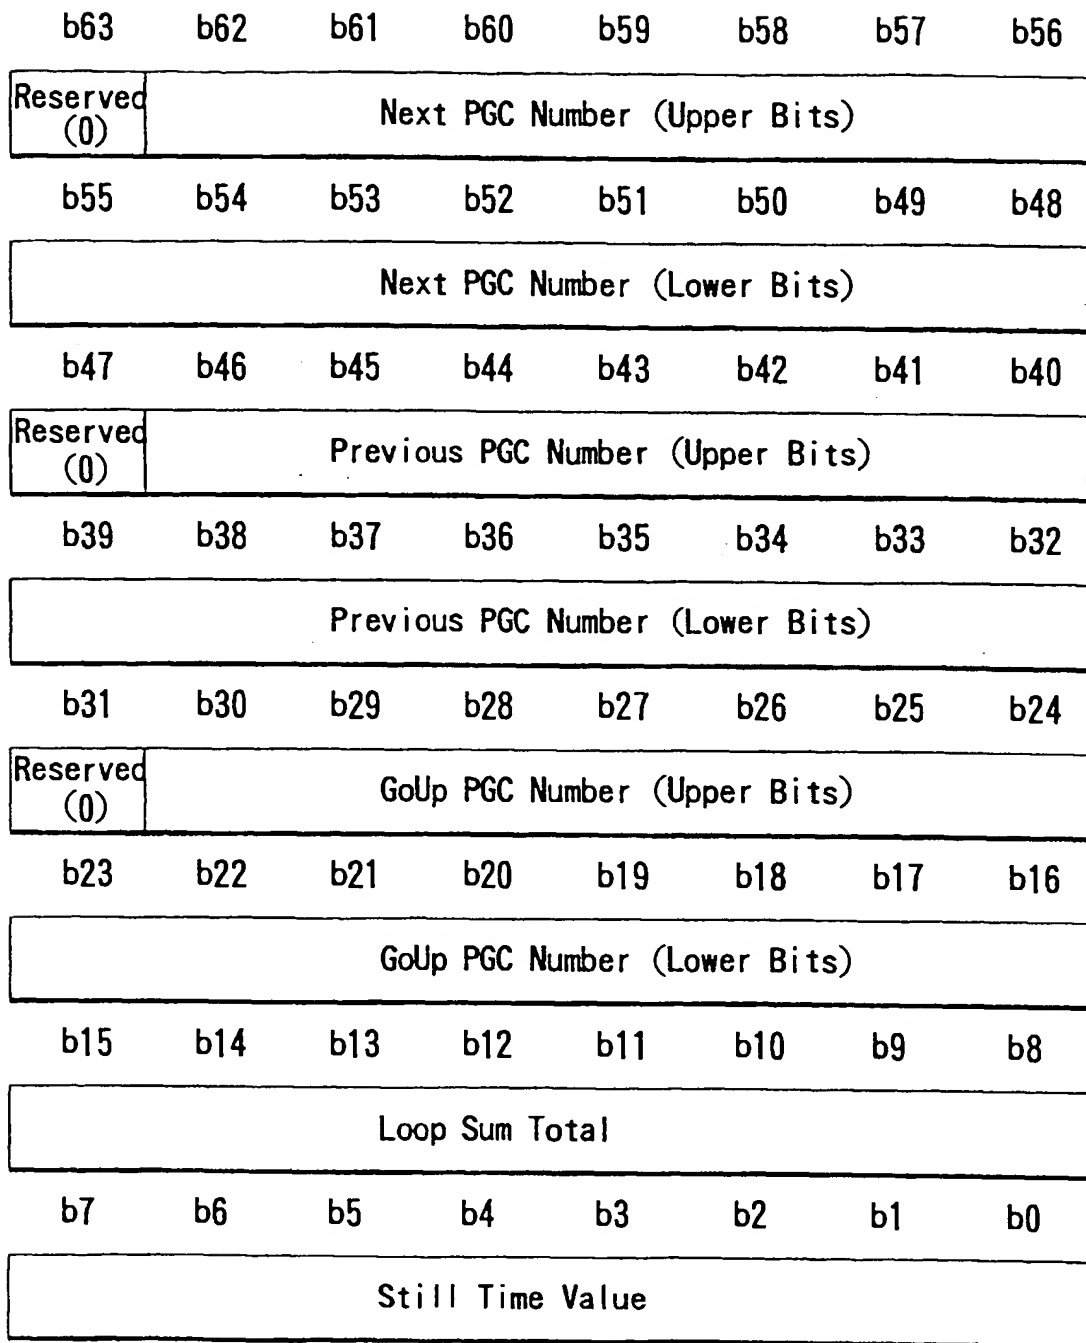 b63 b62 b61 b60 b59 b58 b57 b56
Reserved
(0)
Next PGC Number (Upper Bits)
b55 b54 b53 b52 b51 b50 b49 b48
Next PGC Number (Lower Bits)
b47 b46 b45 b44 b43 b42 b41 b40
Reserved
(0)
Previous PGC Number (Upper Bits)
b39 b38 b37 b36 b35 b34 b33 b32
Previous PGC Number (Lower Bits)
b31 b30 b29 b28 b27 b26 b25 b24
Reserved
(0)
GoUp PGC Number (Upper Bits)
b23 b22 b21 b20 b19 b18 b17 b16
GoUp PGC Number (Lower Bits)
b15 b14 b13 b12 b11 b10 b9 b8
Loop Sum Total
b7 b6 b5 b4 b3 b2 b1 b0
Still Time Value